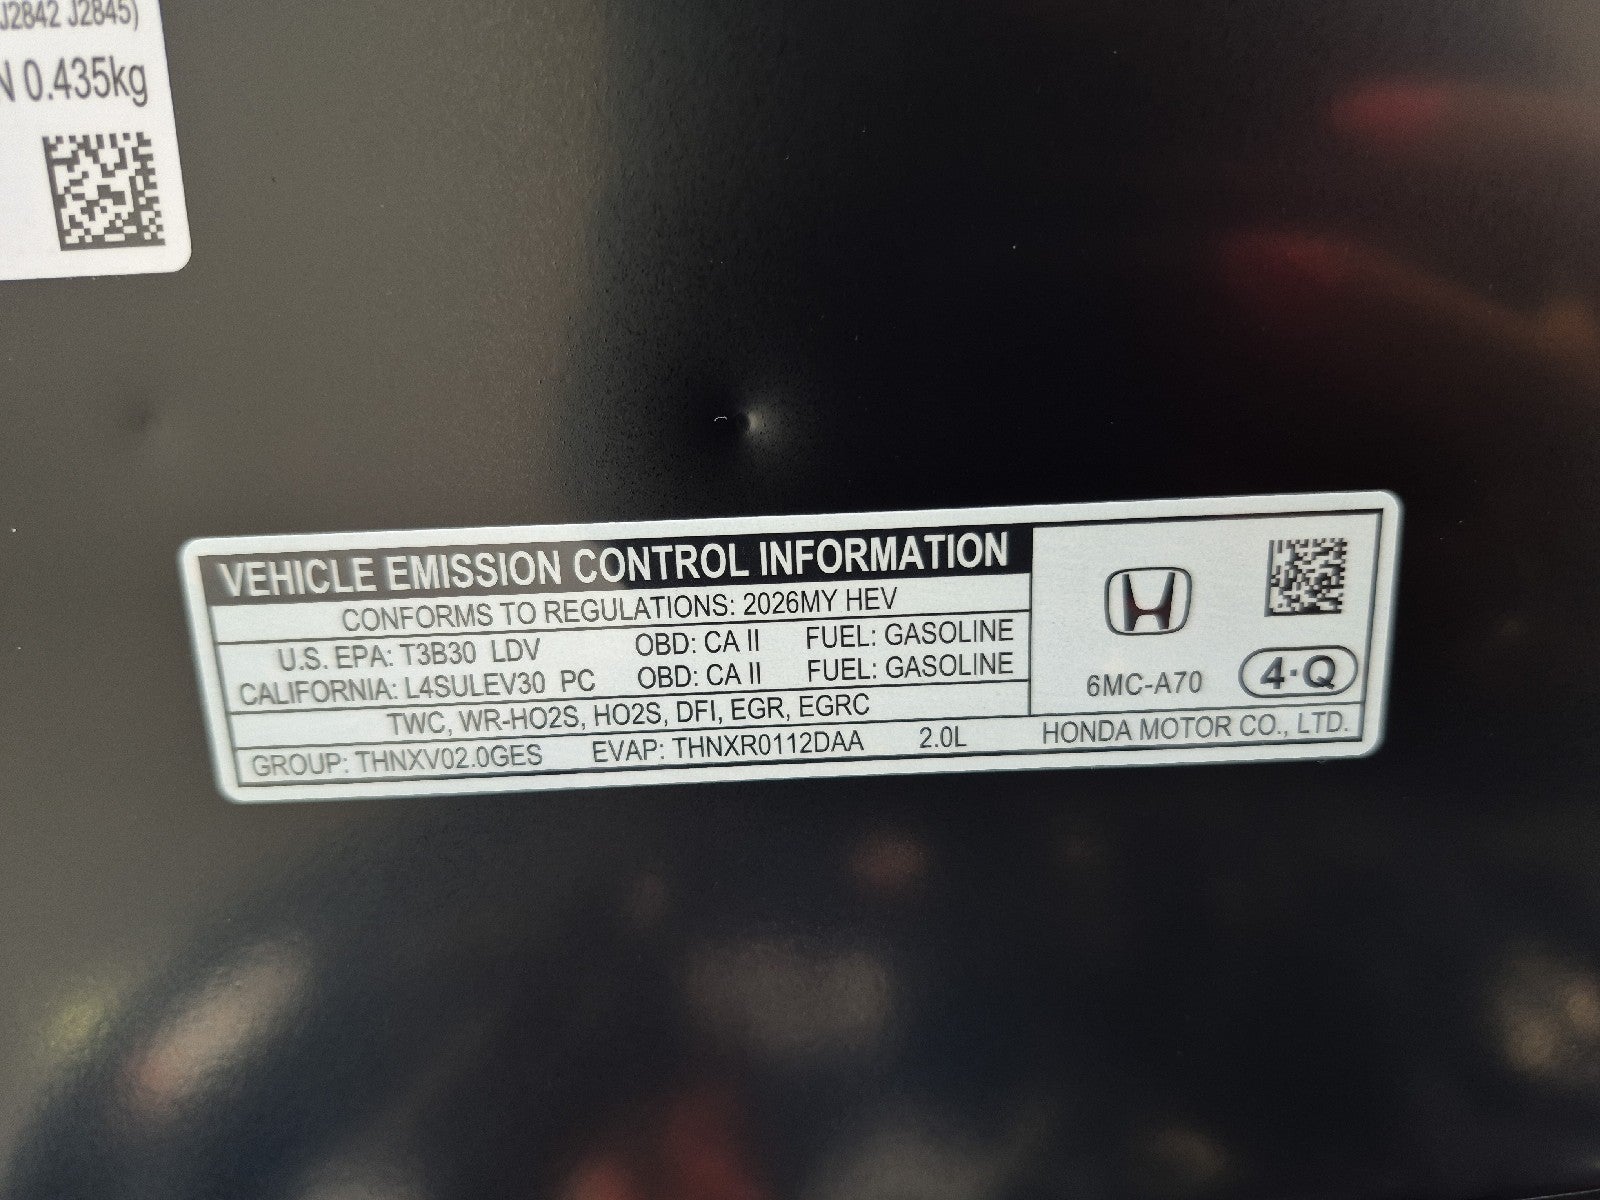 J2842 J2845)
N 0.435kg
VEHICLE EMISSION CONTROL INFORMATION
CONFORMS TO REGULATIONS: 2026MY HEV
U.S. EPA: T3B30 LDV OBD: CA II FUEL: GASOLINE
CALIFORNIA: L4SULEV30 PC OBD: CA II FUEL: GASOLINE
TWC, WR-HO2S, HO2S, DFI, EGR, EGRC
GROUP: THNXV02.0GES EVAP: THNXR0112DAA 2.0L
6MC-A70 4·Q
HONDA MOTOR CO., LTD.